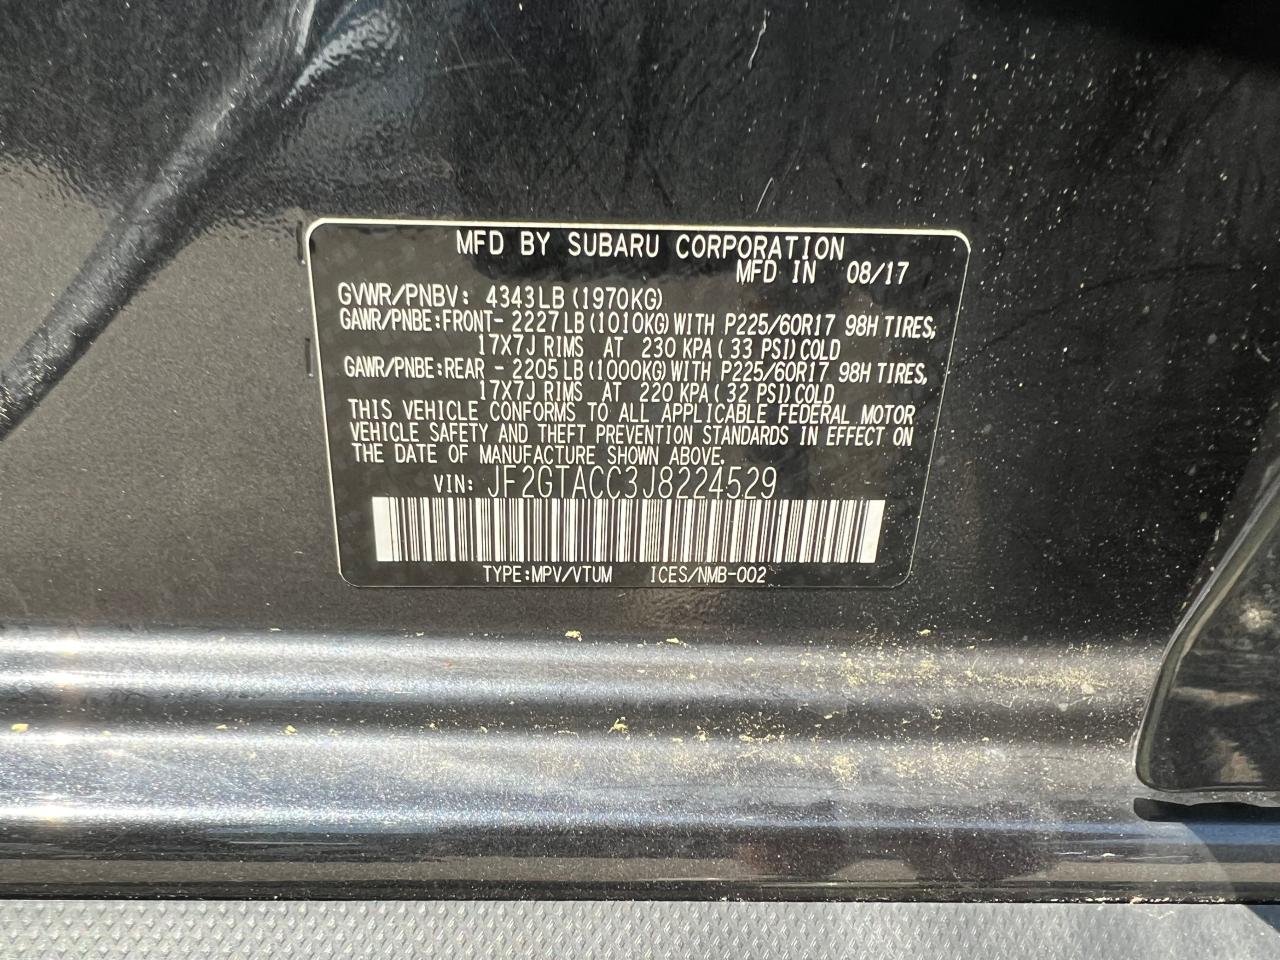 MFD BY SUBARU CORPORATION
MFD IN 08/17
GVWR/PNBV: 4343LB(1970KG)
GAWR/PNBE:FRONT- 2227LB(1010KG)WITH P225/60R17 98H TIRES,
17X7J RIMS AT 230 KPA(33 PSI)COLD
GAWR/PNBE:REAR - 2205LB(1000KG)WITH P225/60R17 98H TIRES,
17X7J RIMS AT 220 KPA(32 PSI)COLD
THIS VEHICLE CONFORMS TO ALL APPLICABLE FEDERAL MOTOR
VEHICLE SAFETY AND THEFT PREVENTION STANDARDS IN EFFECT ON
THE DATE OF MANUFACTURE SHOWN ABOVE.
VIN: JF2GTACC3J8224529
TYPE:MPV/VTUM ICES/NMB-002